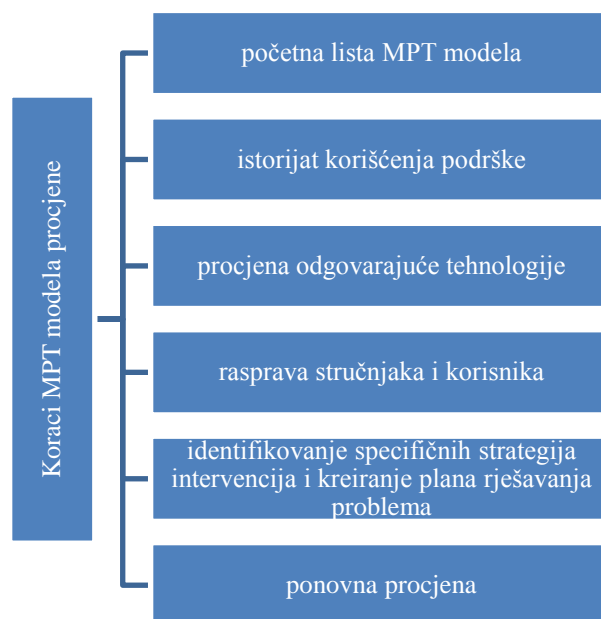 Koraci MPT modela procjene
početna lista MPT modela
istorijat korišćenja podrške
procjena odgovarajuće tehnologije
rasprava stručnjaka i korisnika
identifikovanje specifičnih strategija
intervencija i kreiranje plana rješavanja
problema
ponovna procjena